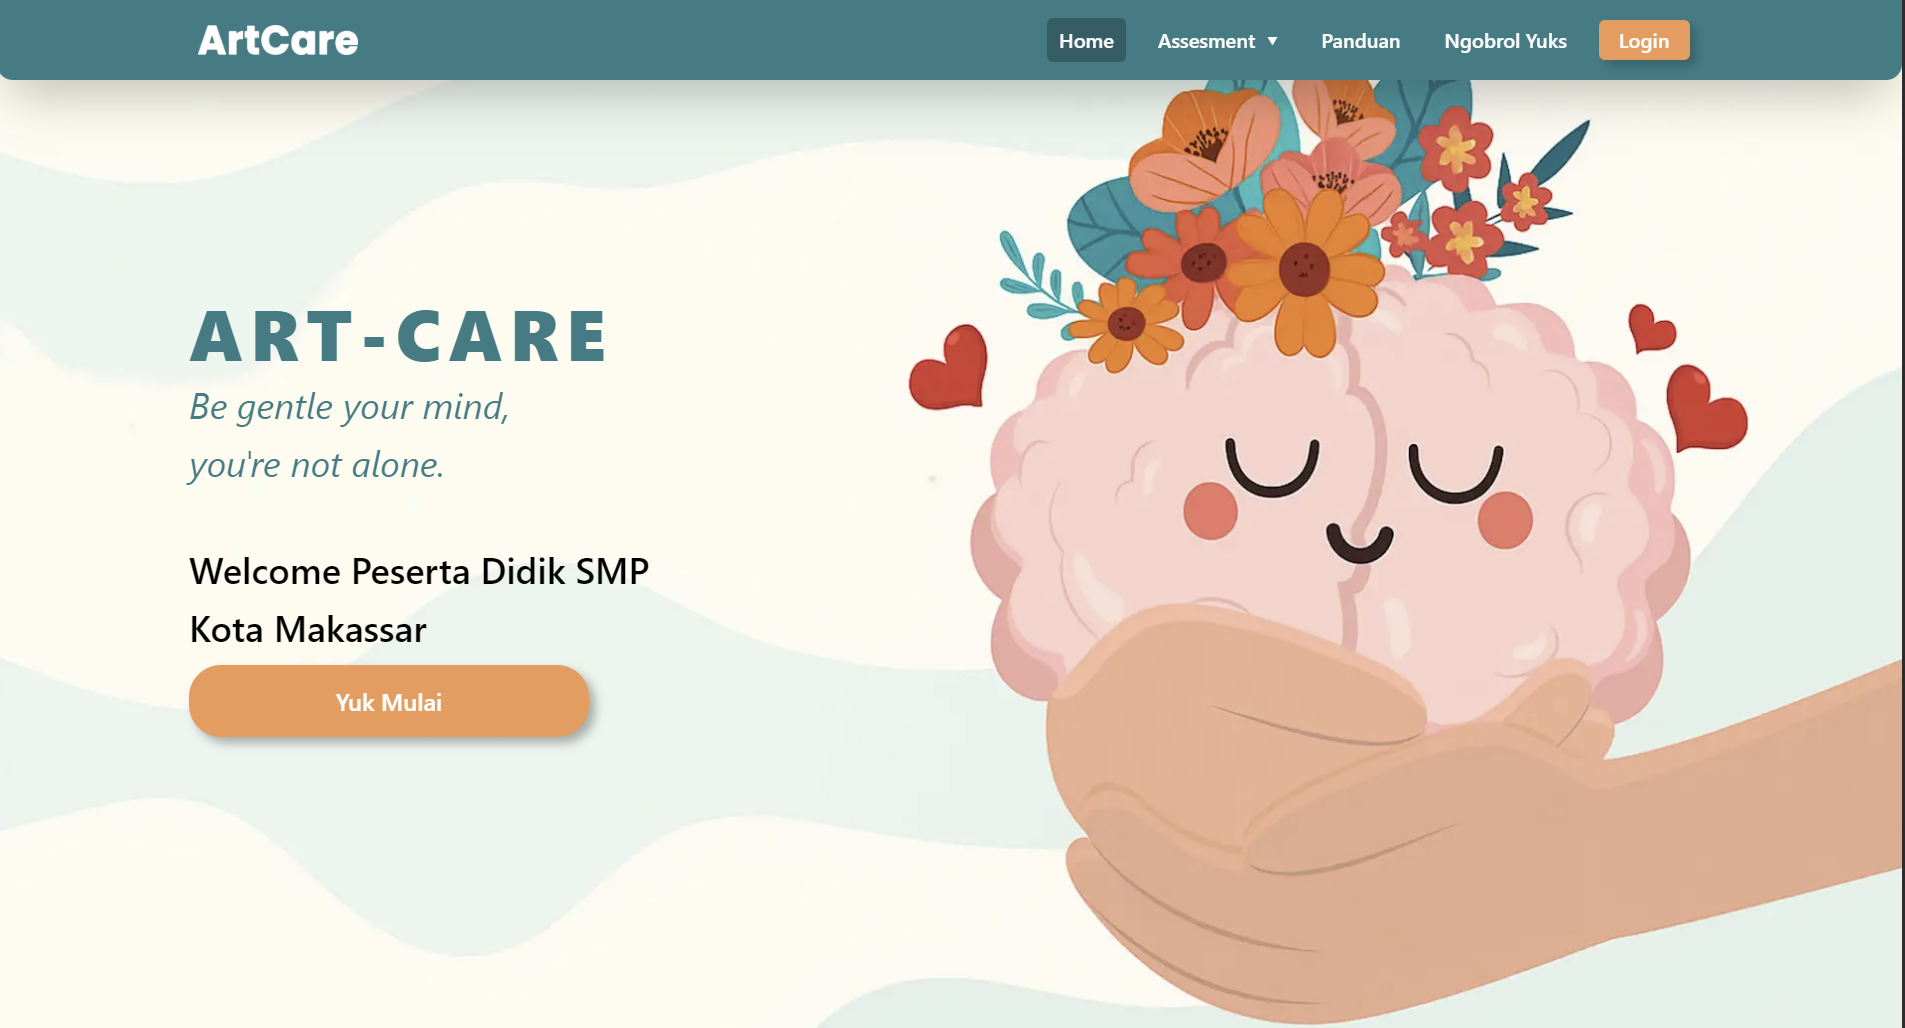 ArtCare
Home Assesment ▼ Panduan Ngobrol Yuks Login
ART-CARE
Be gentle your mind,
you're not alone.
Welcome Peserta Didik SMP
Kota Makassar
Yuk Mulai